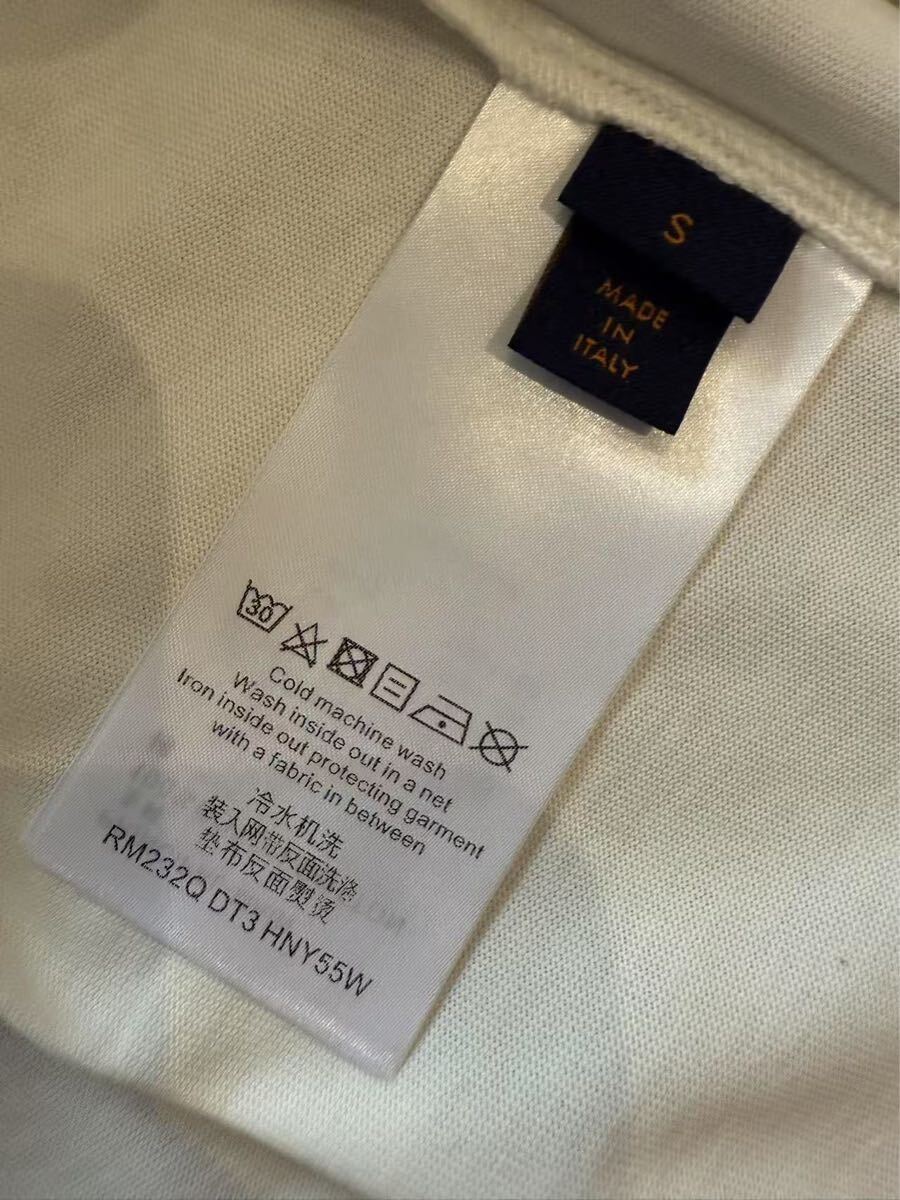 S
MADE
IN
ITALY
30
Cold machine wash
Wash inside out in a net
Iron inside out protecting garment
with a fabric in between
冷水机洗
装入网带反面洗涤
垫布反面熨烫
RM232Q DT3 HNY55W